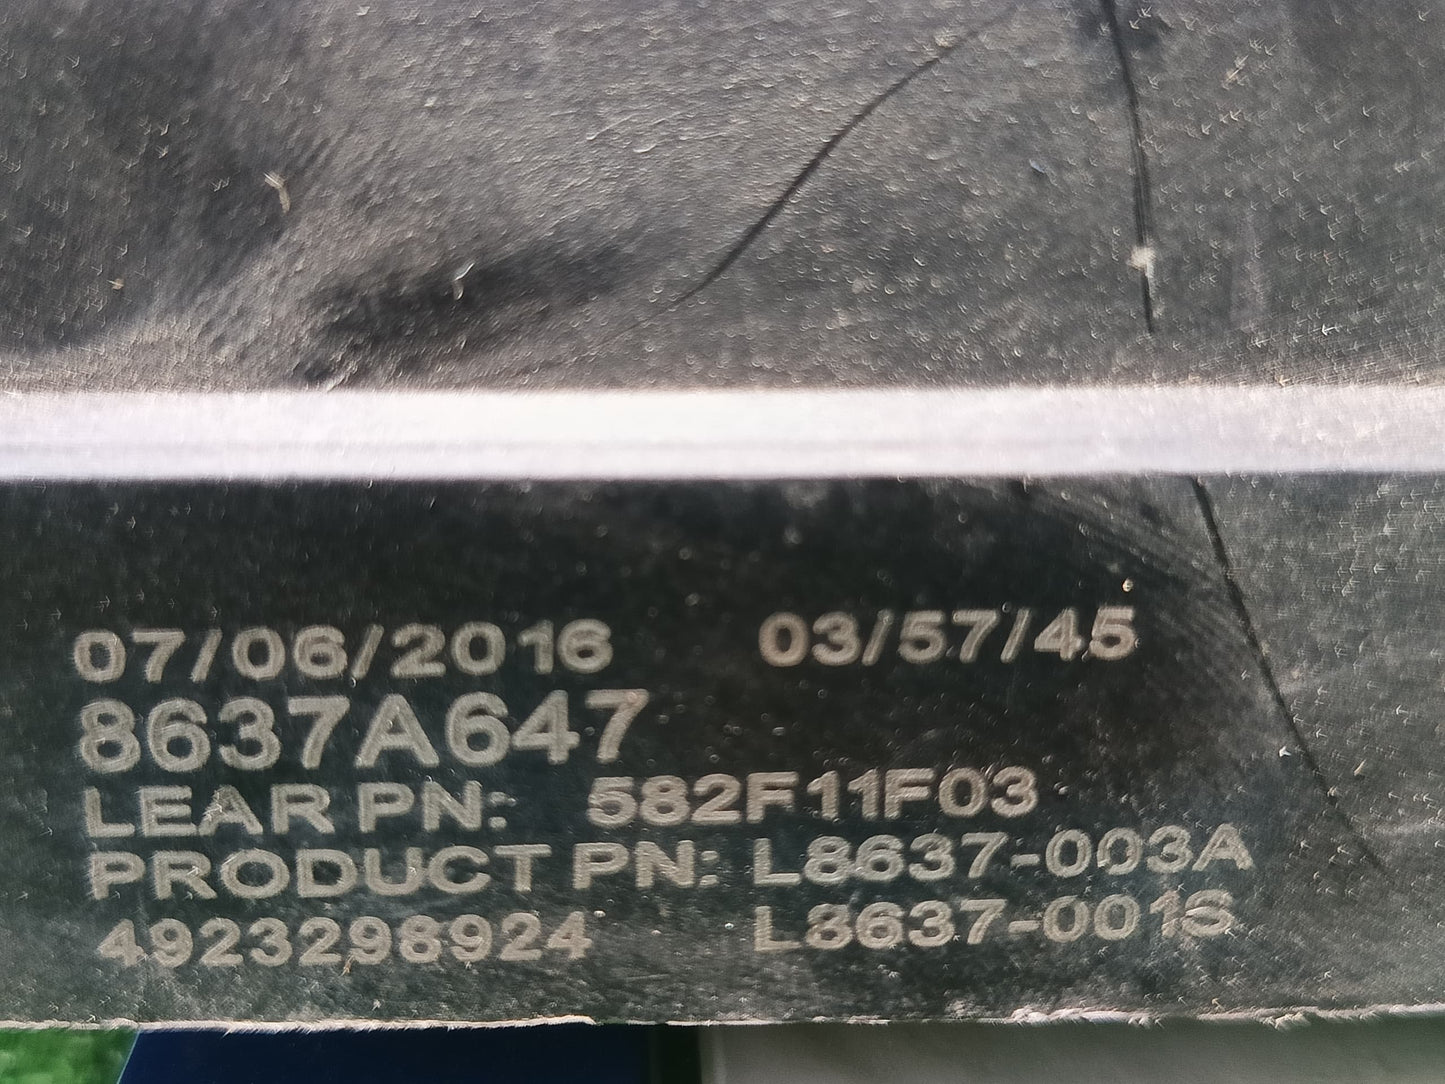 07/06/2016 03/57/45
8637A647
LEAR PN: 582F11F03
PRODUCT PN: L8637-003A
4923298924 L8637-001S